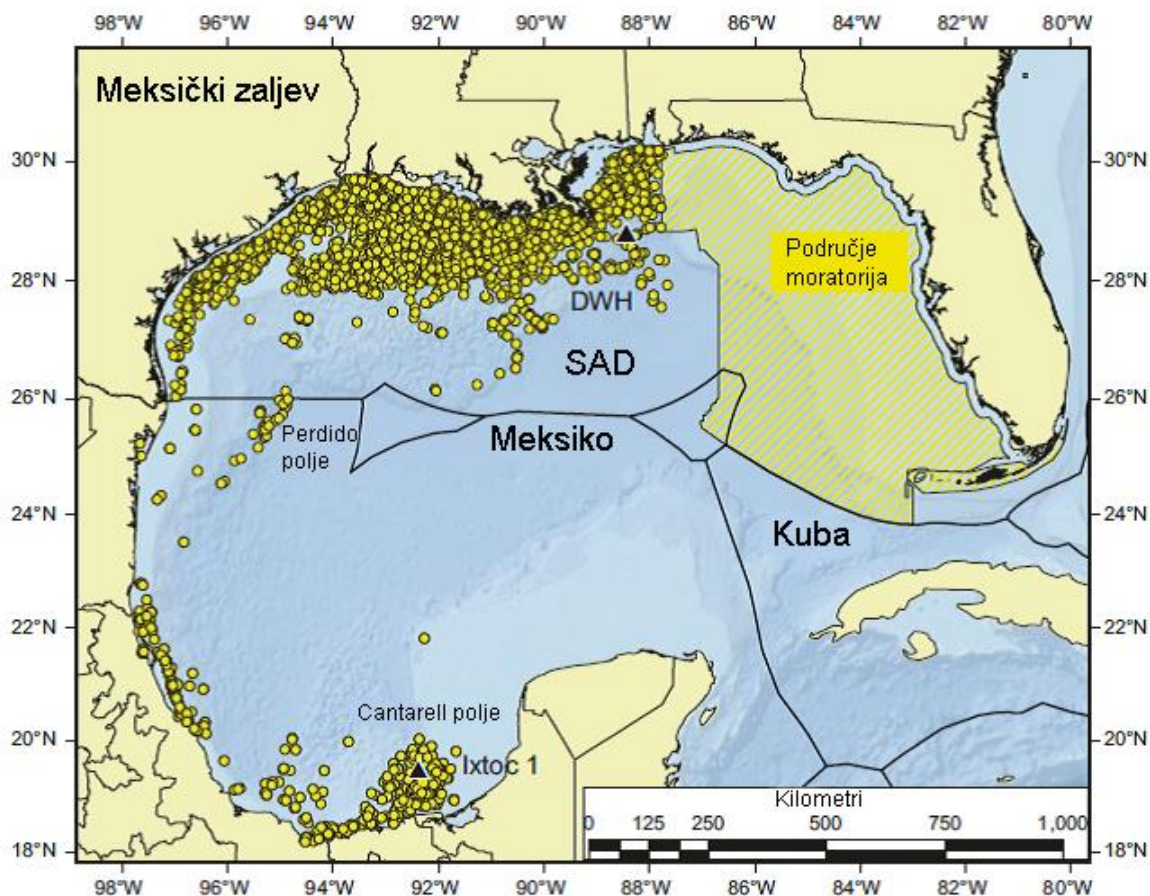 98°W 96°W 94°W 92°W 90°W 88°W 86°W 84°W 82°W 80°W
Meksički zaljev
30°N 30°N
Područje
moratorija
28°N 28°N
DWH
SAD
26°N 26°N
Perdido
polje
Meksiko
24°N 24°N
Kuba
22°N 22°N
Cantarell polje
20°N 20°N
Ixtoc 1
Kilometri
0 125 250 500 750 1,000
18°N 18°N
98°W 96°W 94°W 92°W 90°W 88°W 86°W 84°W 82°W 80°W